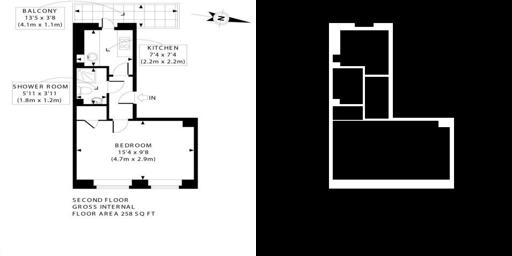 BALCONY
13'5 x 3'8
(4.1m x 1.1m)
KITCHEN
7'4 x 7'4
(2.2m x 2.2m)
SHOWER ROOM
5'11 x 3'11
(1.8m x 1.2m)
IN
BEDROOM
15'4 x 9'8
(4.7m x 2.9m)
SECOND FLOOR
GROSS INTERNAL
FLOOR AREA 258 SQ FT